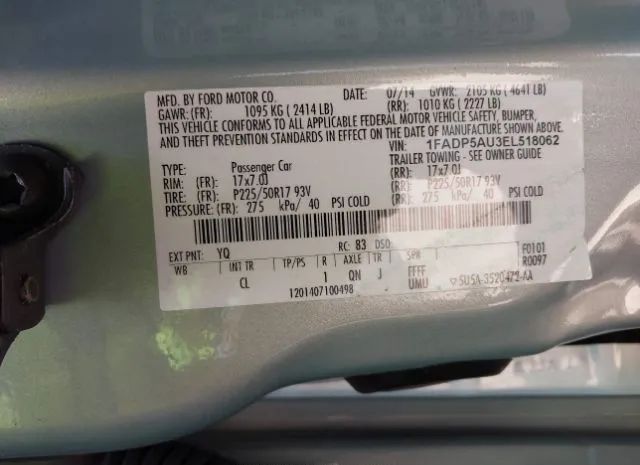 MFD. BY FORD MOTOR CO. DATE: 07/14 GVWR: 2105 KG ( 4641 LB)
GAWR: (FR): 1095 KG ( 2414 LB) (RR): 1010 KG ( 2227 LB)
THIS VEHICLE CONFORMS TO ALL APPLICABLE FEDERAL MOTOR VEHICLE SAFETY, BUMPER,
AND THEFT PREVENTION STANDARDS IN EFFECT ON THE DATE OF MANUFACTURE SHOWN ABOVE.
VIN: 1FADP5AU3EL518062
TYPE: Passenger Car TRAILER TOWING - SEE OWNER GUIDE
RIM: (FR): 17x7.0J (RR): 17x7.0J
TIRE: (FR): P225/50R17 93V (RR): P225/50R17 93V
PRESSURE: (FR): 275 kPa/ 40 PSI COLD (RR): 275 kPa/ 40 PSI COLD
EXT PNT: YQ RC: 83 DSO F0101
WB INT TR TP/PS R AXLE TR SPR R0097
CL 1 QN J FFFF
UMU
1201407100498 5U5A-3520472-AA